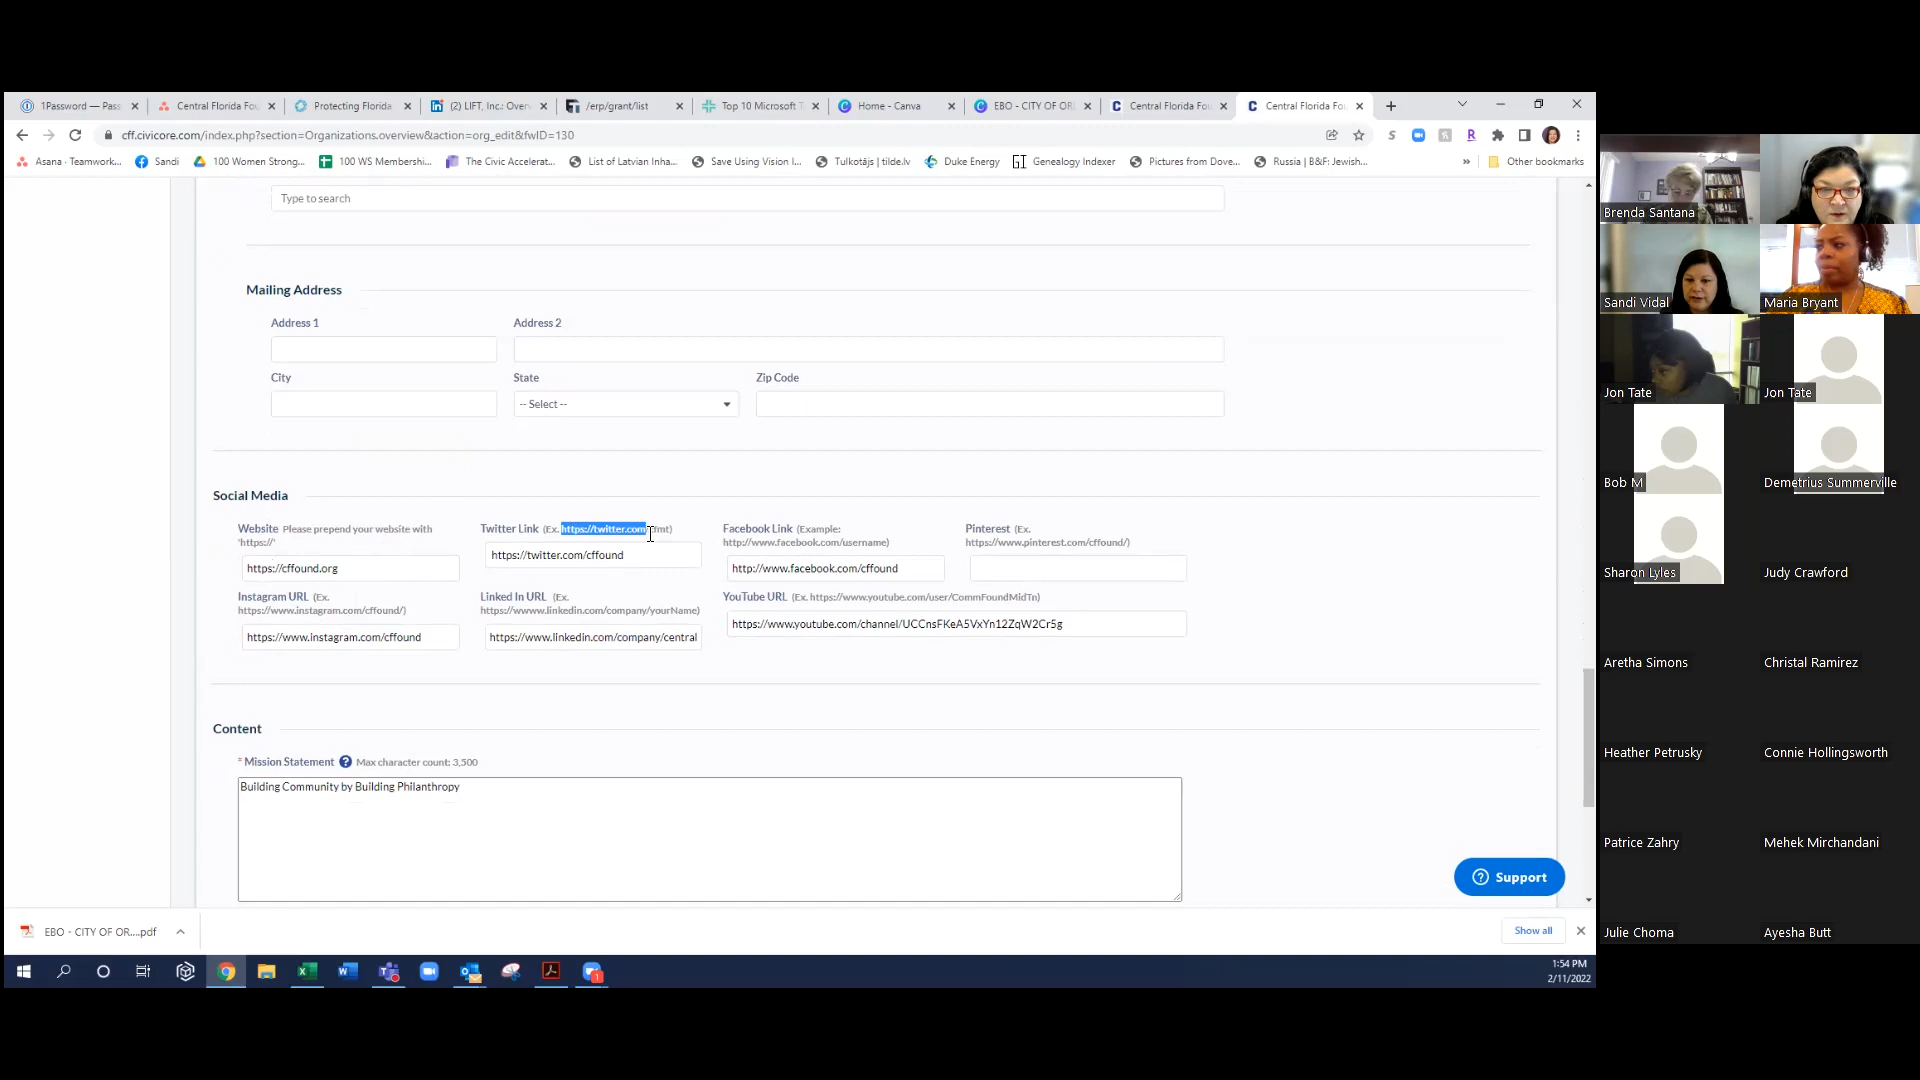 1Password — Pass
Central Florida Fou
Protecting Florida
(2) LIFT, Inc.: Over
/erp/grant/list
Top 10 Microsoft T
Home - Canva
EBO - CITY OF OR
Central Florida Fou
Central Florida Fou
cff.civicore.com/index.php?section=Organizations.overview&action=org_edit&fwID=130
Asana · Teamwork...
Sandi
100 Women Strong...
100 WS Membershi...
The Civic Accelerat...
List of Latvian Inha...
Save Using Vision I...
Tulkotājs | tilde.lv
Duke Energy
Genealogy Indexer
Pictures from Dove...
Russia | B&F: Jewish...
Other bookmarks
Type to search
Mailing Address
Address 1
Address 2
City
State
Zip Code
-- Select --
Social Media
Website Please prepend your website with
'https://'
https://cffound.org
Twitter Link (Ex. https://twitter.com/cfmt)
https://twitter.com/cffound
Facebook Link (Example:
http://www.facebook.com/username)
http://www.facebook.com/cffound
Pinterest (Ex.
https://www.pinterest.com/cffound/)
Instagram URL (Ex.
https://www.instagram.com/cffound/)
https://www.instagram.com/cffound
Linked In URL (Ex.
https://wwww.linkedin.com/company/yourName)
https://www.linkedin.com/company/central
YouTube URL (Ex. https://www.youtube.com/user/CommFoundMidTn)
https://www.youtube.com/channel/UCCnsFKeA5VxYn12ZqW2Cr5g
Content
* Mission Statement ? Max character count: 3,500
Building Community by Building Philanthropy
? Support
EBO - CITY OF OR....pdf
Show all
1:54 PM
2/11/2022
Brenda Santana
Sandi Vidal
Maria Bryant
Jon Tate
Jon Tate
Bob M
Demetrius Summerville
Sharon Lyles
Judy Crawford
Aretha Simons
Christal Ramirez
Heather Petrusky
Connie Hollingsworth
Patrice Zahry
Mehek Mirchandani
Julie Choma
Ayesha Butt